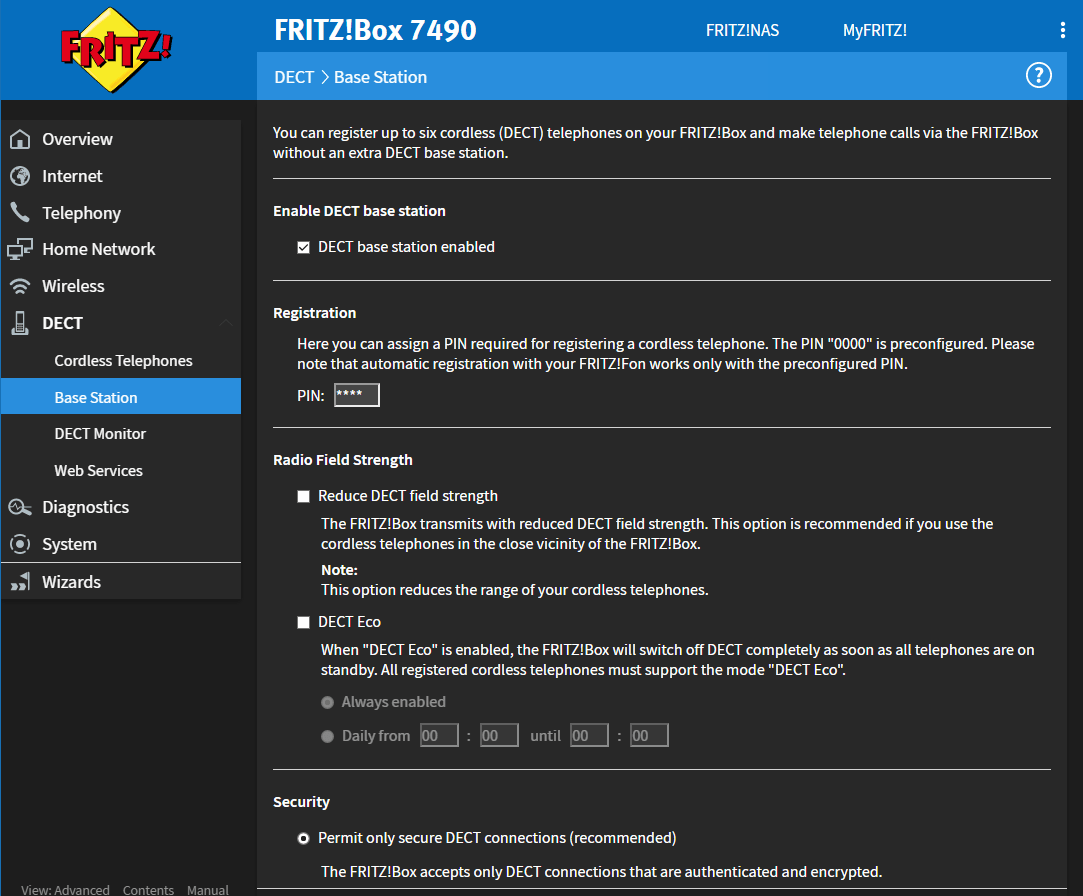 FRITZ!
FRITZ!Box 7490
FRITZ!NAS
MyFRITZ!
DECT > Base Station
?
Overview
Internet
Telephony
Home Network
Wireless
DECT
Cordless Telephones
Base Station
DECT Monitor
Web Services
Diagnostics
System
Wizards
View: Advanced Contents Manual
You can register up to six cordless (DECT) telephones on your FRITZ!Box and make telephone calls via the FRITZ!Box
without an extra DECT base station.
Enable DECT base station
DECT base station enabled
Registration
Here you can assign a PIN required for registering a cordless telephone. The PIN "0000" is preconfigured. Please
note that automatic registration with your FRITZ!Fon works only with the preconfigured PIN.
PIN: ****
Radio Field Strength
Reduce DECT field strength
The FRITZ!Box transmits with reduced DECT field strength. This option is recommended if you use the
cordless telephones in the close vicinity of the FRITZ!Box.
Note:
This option reduces the range of your cordless telephones.
DECT Eco
When "DECT Eco" is enabled, the FRITZ!Box will switch off DECT completely as soon as all telephones are on
standby. All registered cordless telephones must support the mode "DECT Eco".
Always enabled
Daily from 00 : 00 until 00 : 00
Security
Permit only secure DECT connections (recommended)
The FRITZ!Box accepts only DECT connections that are authenticated and encrypted.